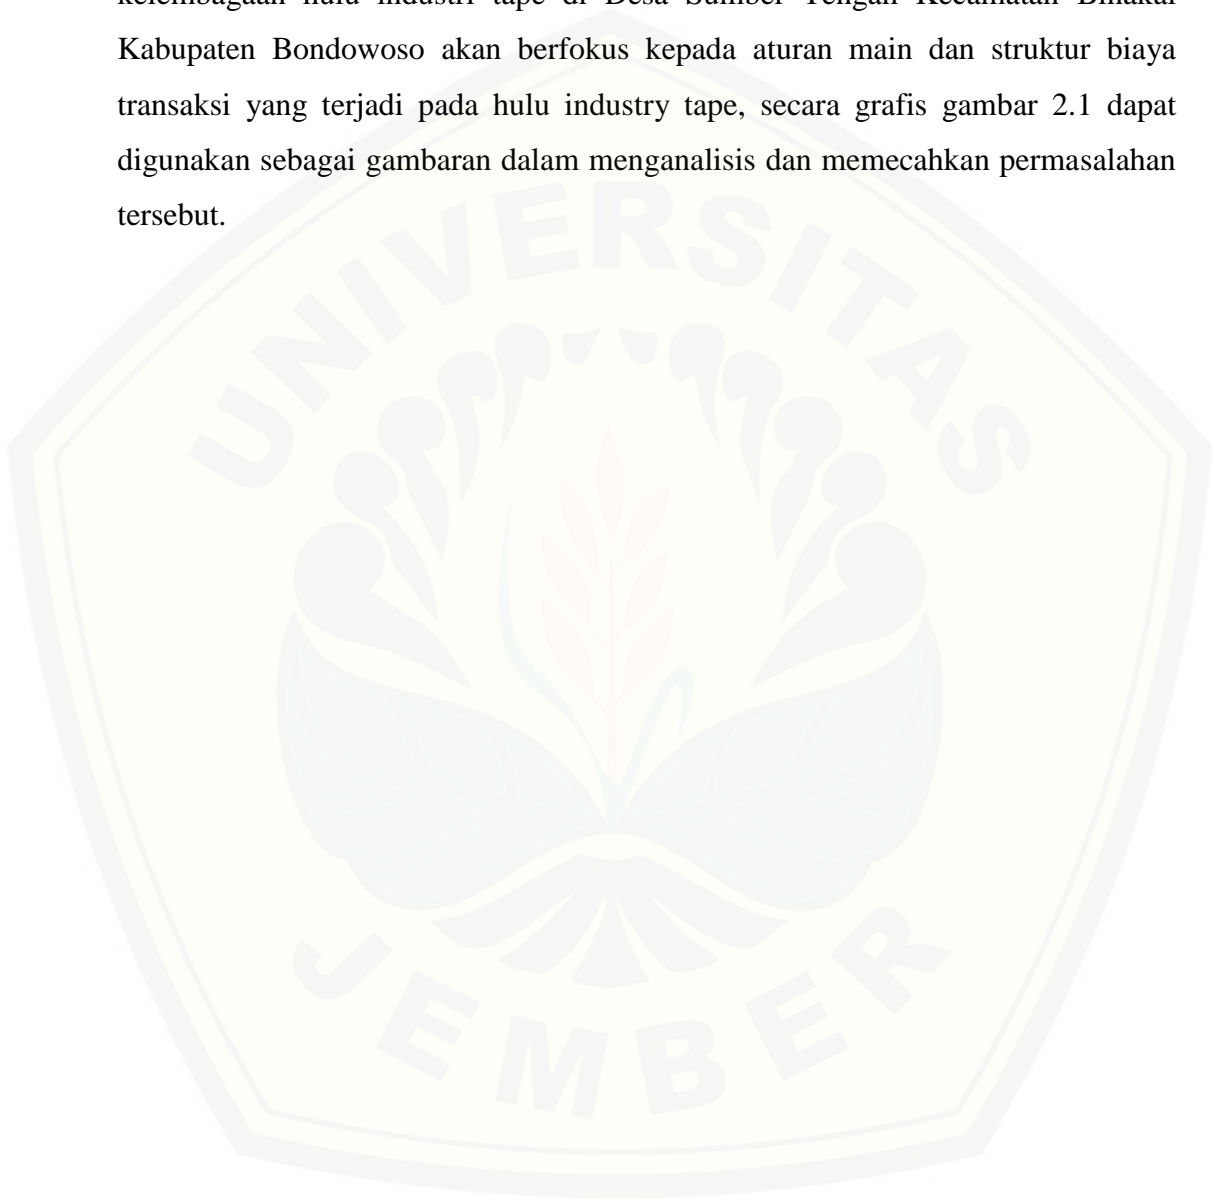 kelembagaan hulu industri tape di Desa Sumber Tengah Kecamatan Binakal
Kabupaten Bondowoso akan berfokus kepada aturan main dan struktur biaya
transaksi yang terjadi pada hulu industry tape, secara grafis gambar 2.1 dapat
digunakan sebagai gambaran dalam menganalisis dan memecahkan permasalahan
tersebut.
UNIVERSITAS
JEMBER